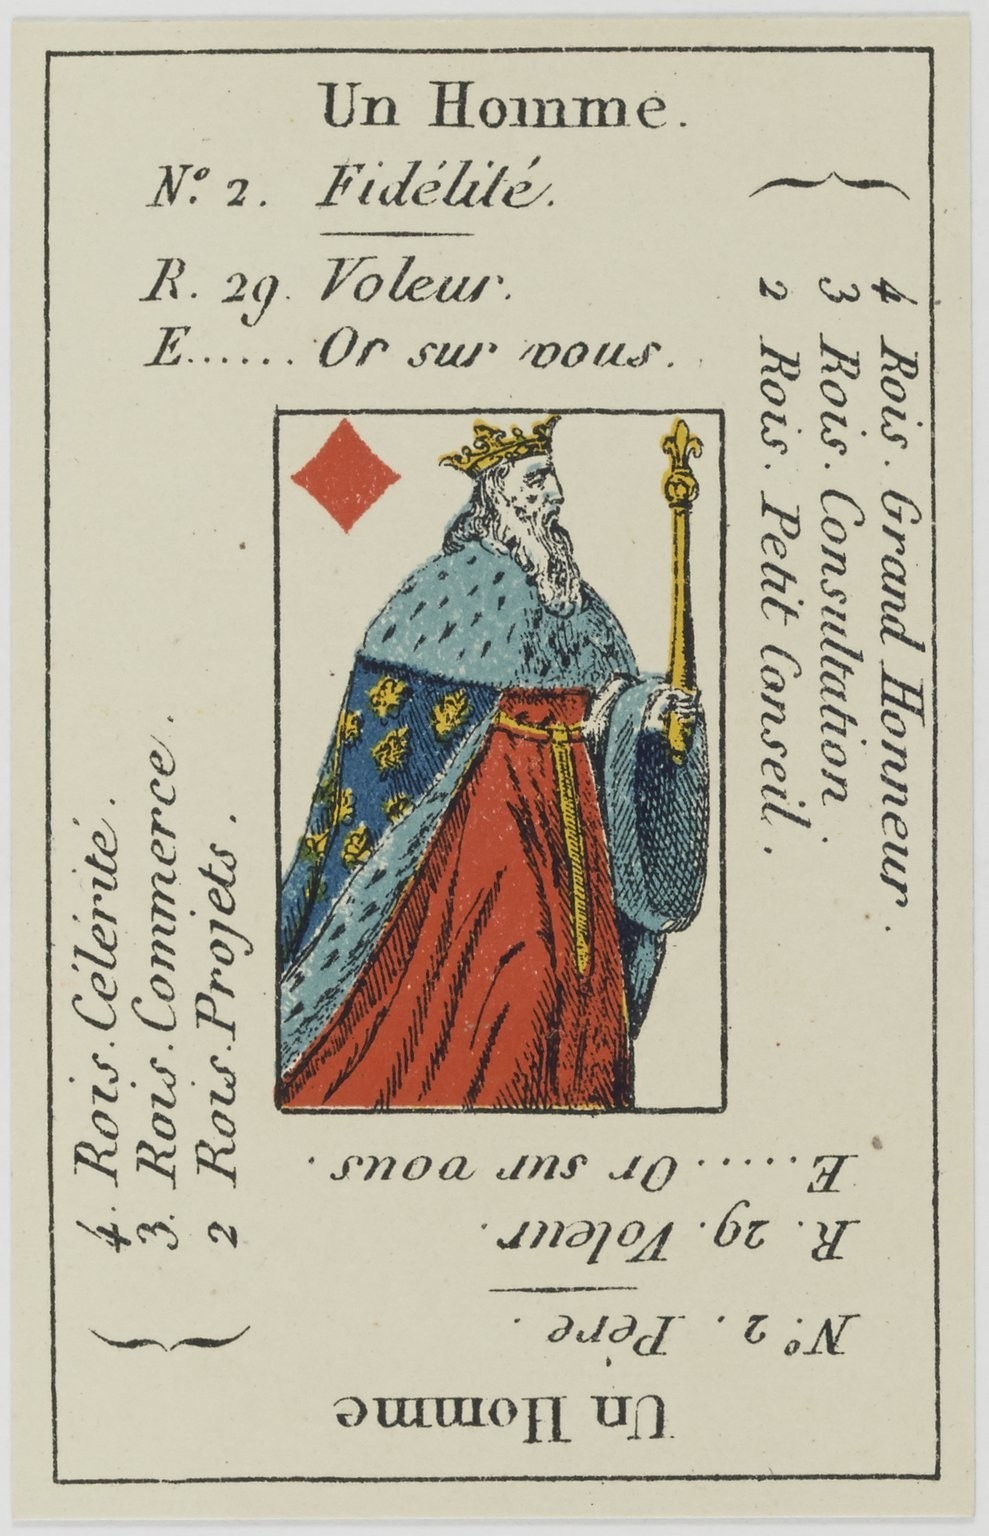 Un Homme.
N.º 2. Fidélité.
R. 29. Voleur.
E...... Or sur vous.
4 Rois. Grand Honneur.
3 Rois. Consultation.
2 Rois. Petit Conseil.
4. Rois. Célérité.
3. Rois. Commerce.
2 Rois. Projets.
Un Homme
N.º 2. Père.
R. 29. Voleur.
E..... Or sur vous.